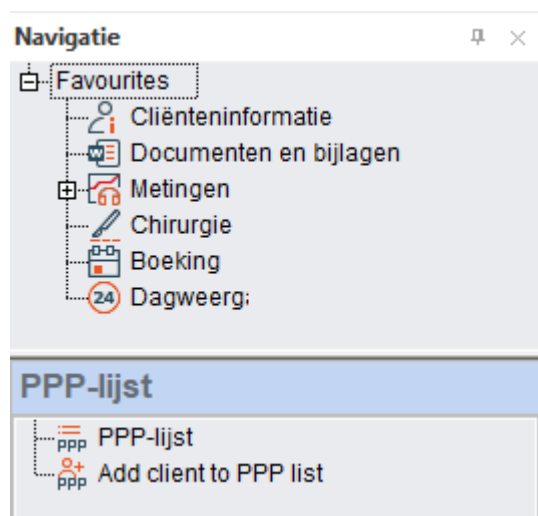 Navigatie
Favourites
Cliënteninformatie
Documenten en bijlagen
Metingen
Chirurgie
Boeking
24
PPP-lijst
PPP PPP-lijst
PPP Add client to PPP list